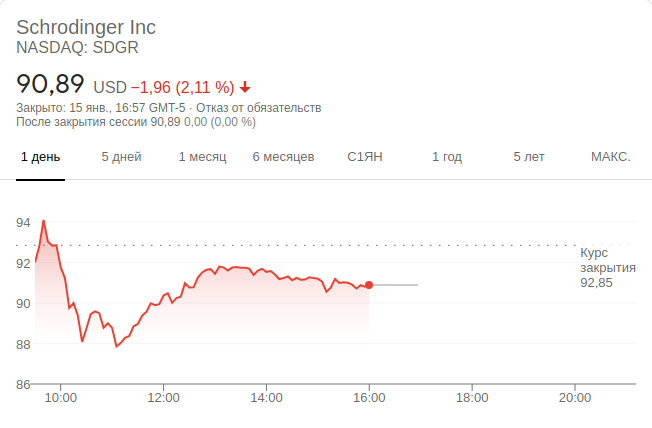 Schrodinger Inc
NASDAQ: SDGR
90,89 USD −1,96 (2,11 %)
Закрыто: 15 янв., 16:57 GMT-5 · Отказ от обязательств
После закрытия сессии 90,89 0,00 (0,00 %)
1 день 5 дней 1 месяц 6 месяцев С1ЯН 1 год 5 лет МАКС.
94
92
90
88
86
Курс
закрытия
92,85
10:00 12:00 14:00 16:00 18:00 20:00